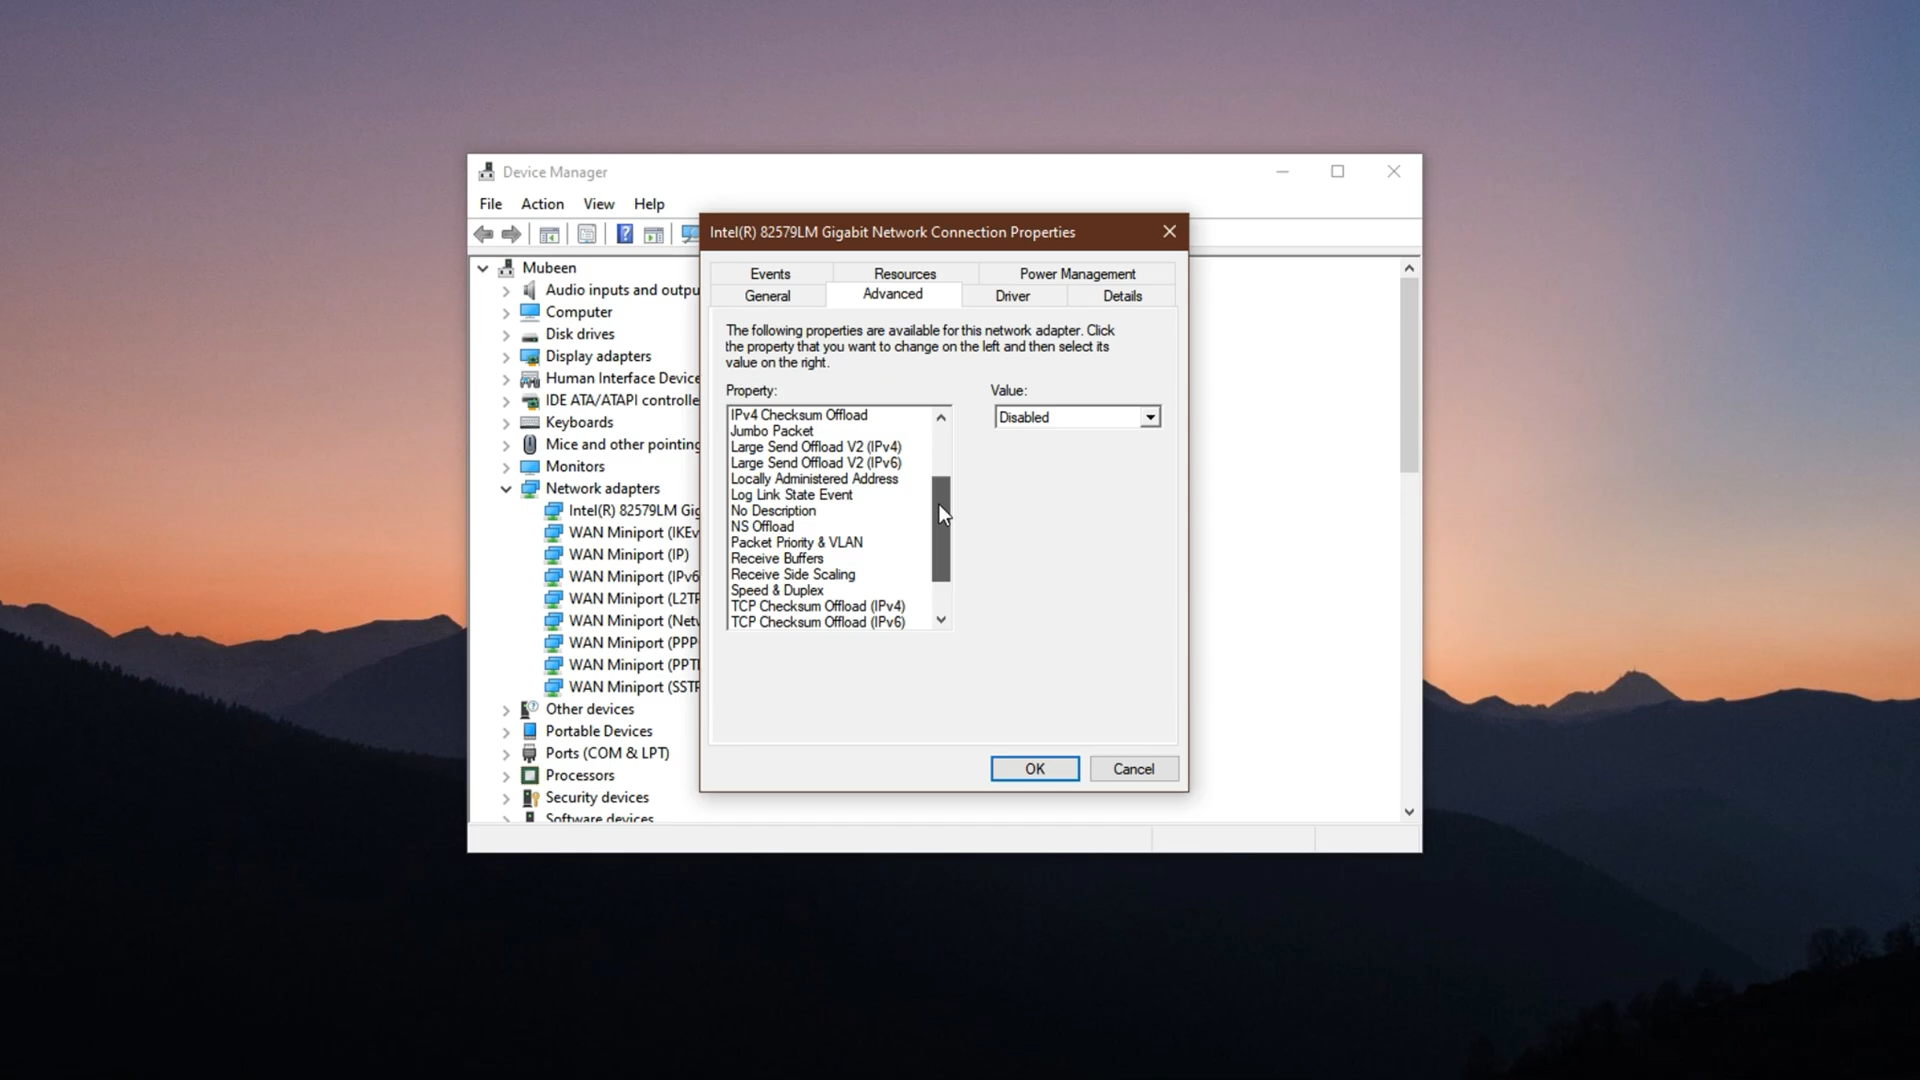 Device Manager
File Action View Help
Mubeen
Audio inputs and outpu
Computer
Disk drives
Display adapters
Human Interface Device
IDE ATA/ATAPI controlle
Keyboards
Mice and other pointing
Monitors
Network adapters
Intel(R) 82579LM Gig
WAN Miniport (IKEv
WAN Miniport (IP)
WAN Miniport (IPv6
WAN Miniport (L2TP
WAN Miniport (Netw
WAN Miniport (PPP
WAN Miniport (PPTP
WAN Miniport (SSTP
Other devices
Portable Devices
Ports (COM & LPT)
Processors
Security devices
Software devices
Intel(R) 82579LM Gigabit Network Connection Properties
Events Resources Power Management
General Advanced Driver Details
The following properties are available for this network adapter. Click
the property that you want to change on the left and then select its
value on the right.
Property: Value:
IPv4 Checksum Offload
Jumbo Packet
Large Send Offload V2 (IPv4)
Large Send Offload V2 (IPv6)
Locally Administered Address
Log Link State Event
No Description
NS Offload
Packet Priority & VLAN
Receive Buffers
Receive Side Scaling
Speed & Duplex
TCP Checksum Offload (IPv4)
TCP Checksum Offload (IPv6)
Disabled
OK Cancel